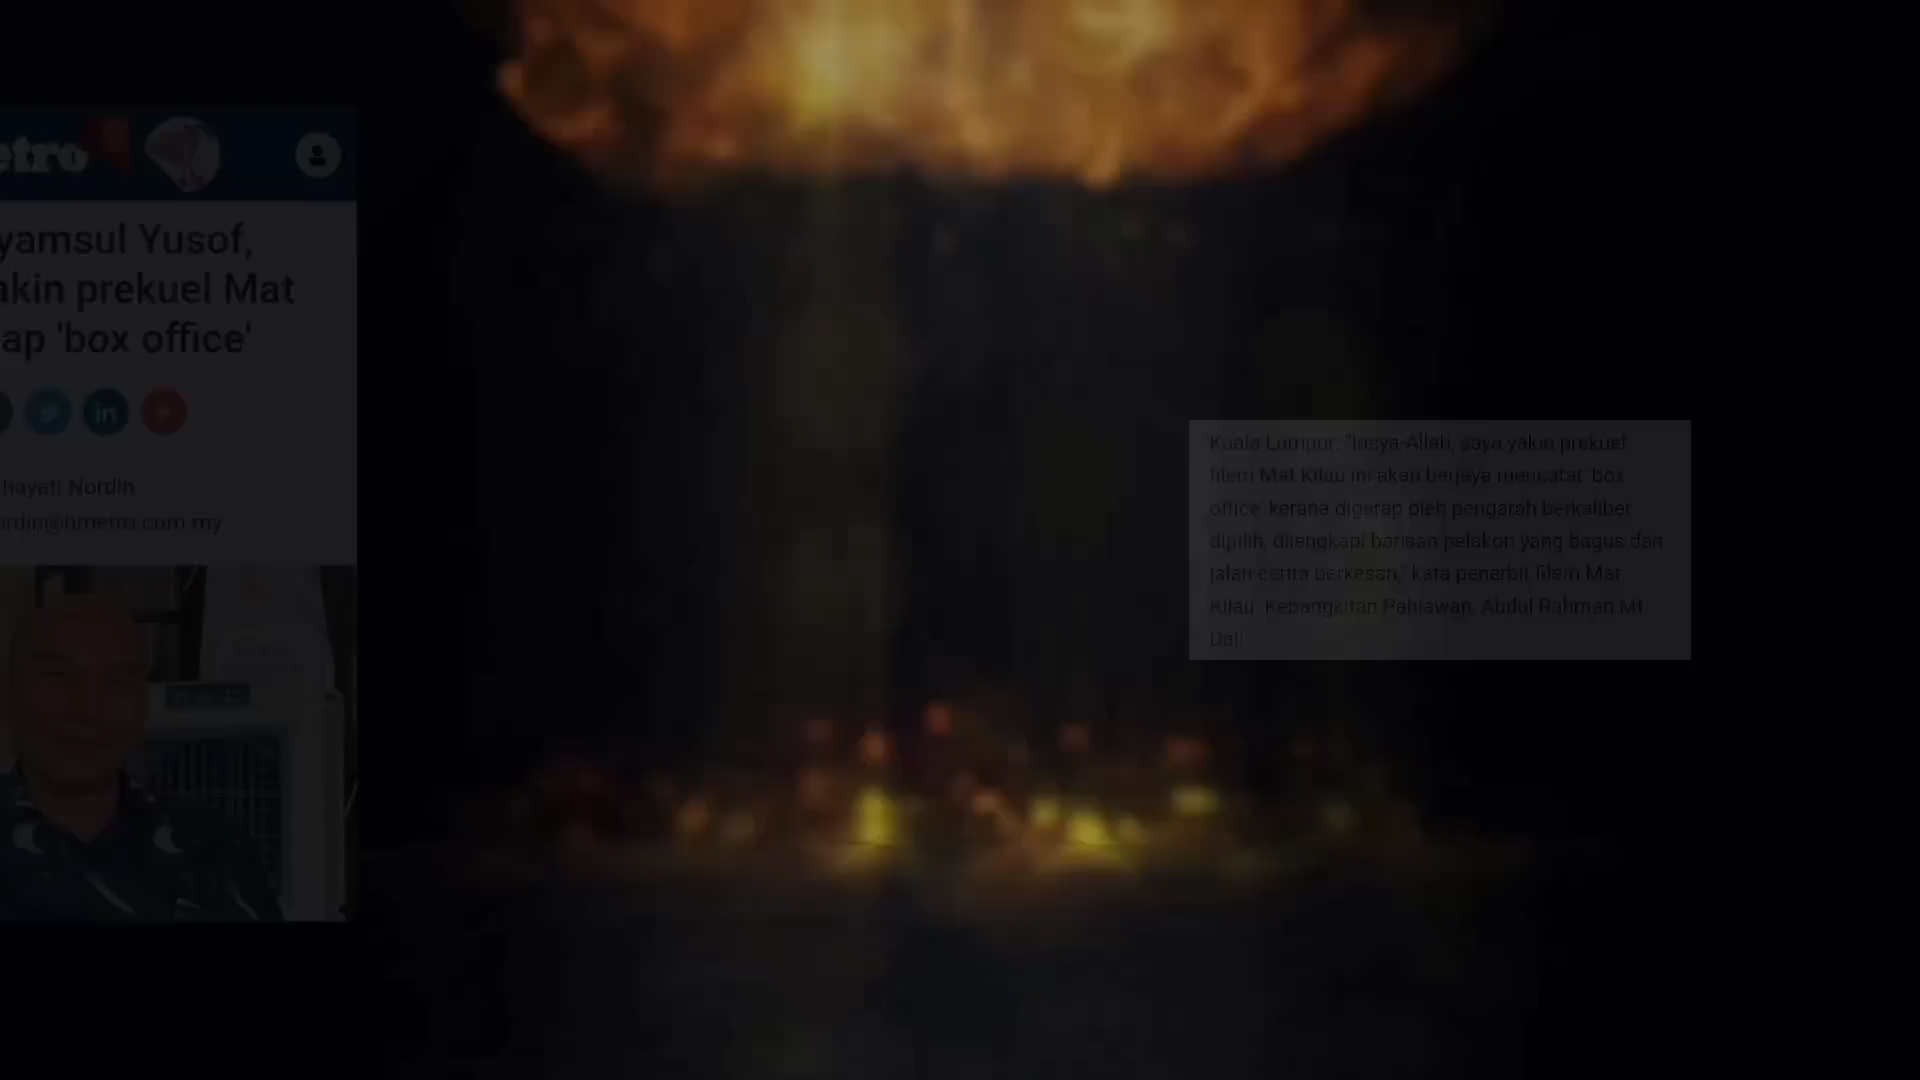 etro
yamsul Yusof,
akin prekuel Mat
ap 'box office'
in
hayati Nordin
ordin@hmetro.com.my
Kuala Lumpur: "Insya-Allah, saya yakin prekuel
filem Mat Kilau ini akan berjaya mencatat 'box
office' kerana digarap oleh pengarah berkaliber
dipilih, dilengkapi barisan pelakon yang bagus dan
jalan cerita berkesan," kata penerbit filem Mat
Kilau: Kebangkitan Pahlawan, Abdul Rahman Mt
Dali